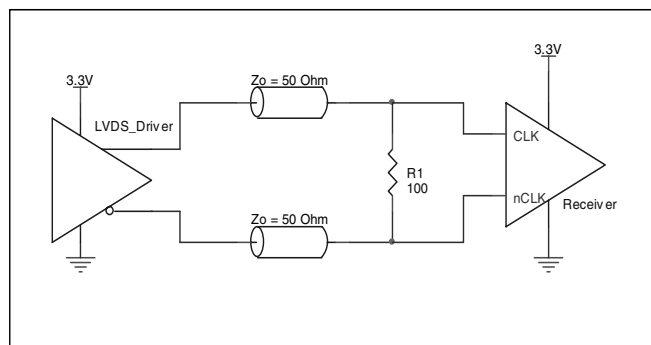 3.3V
3.3V
Zo = 50 Ohm
LVDS_Driver
CLK
R1
100
nCLK
Receiver
Zo = 50 Ohm